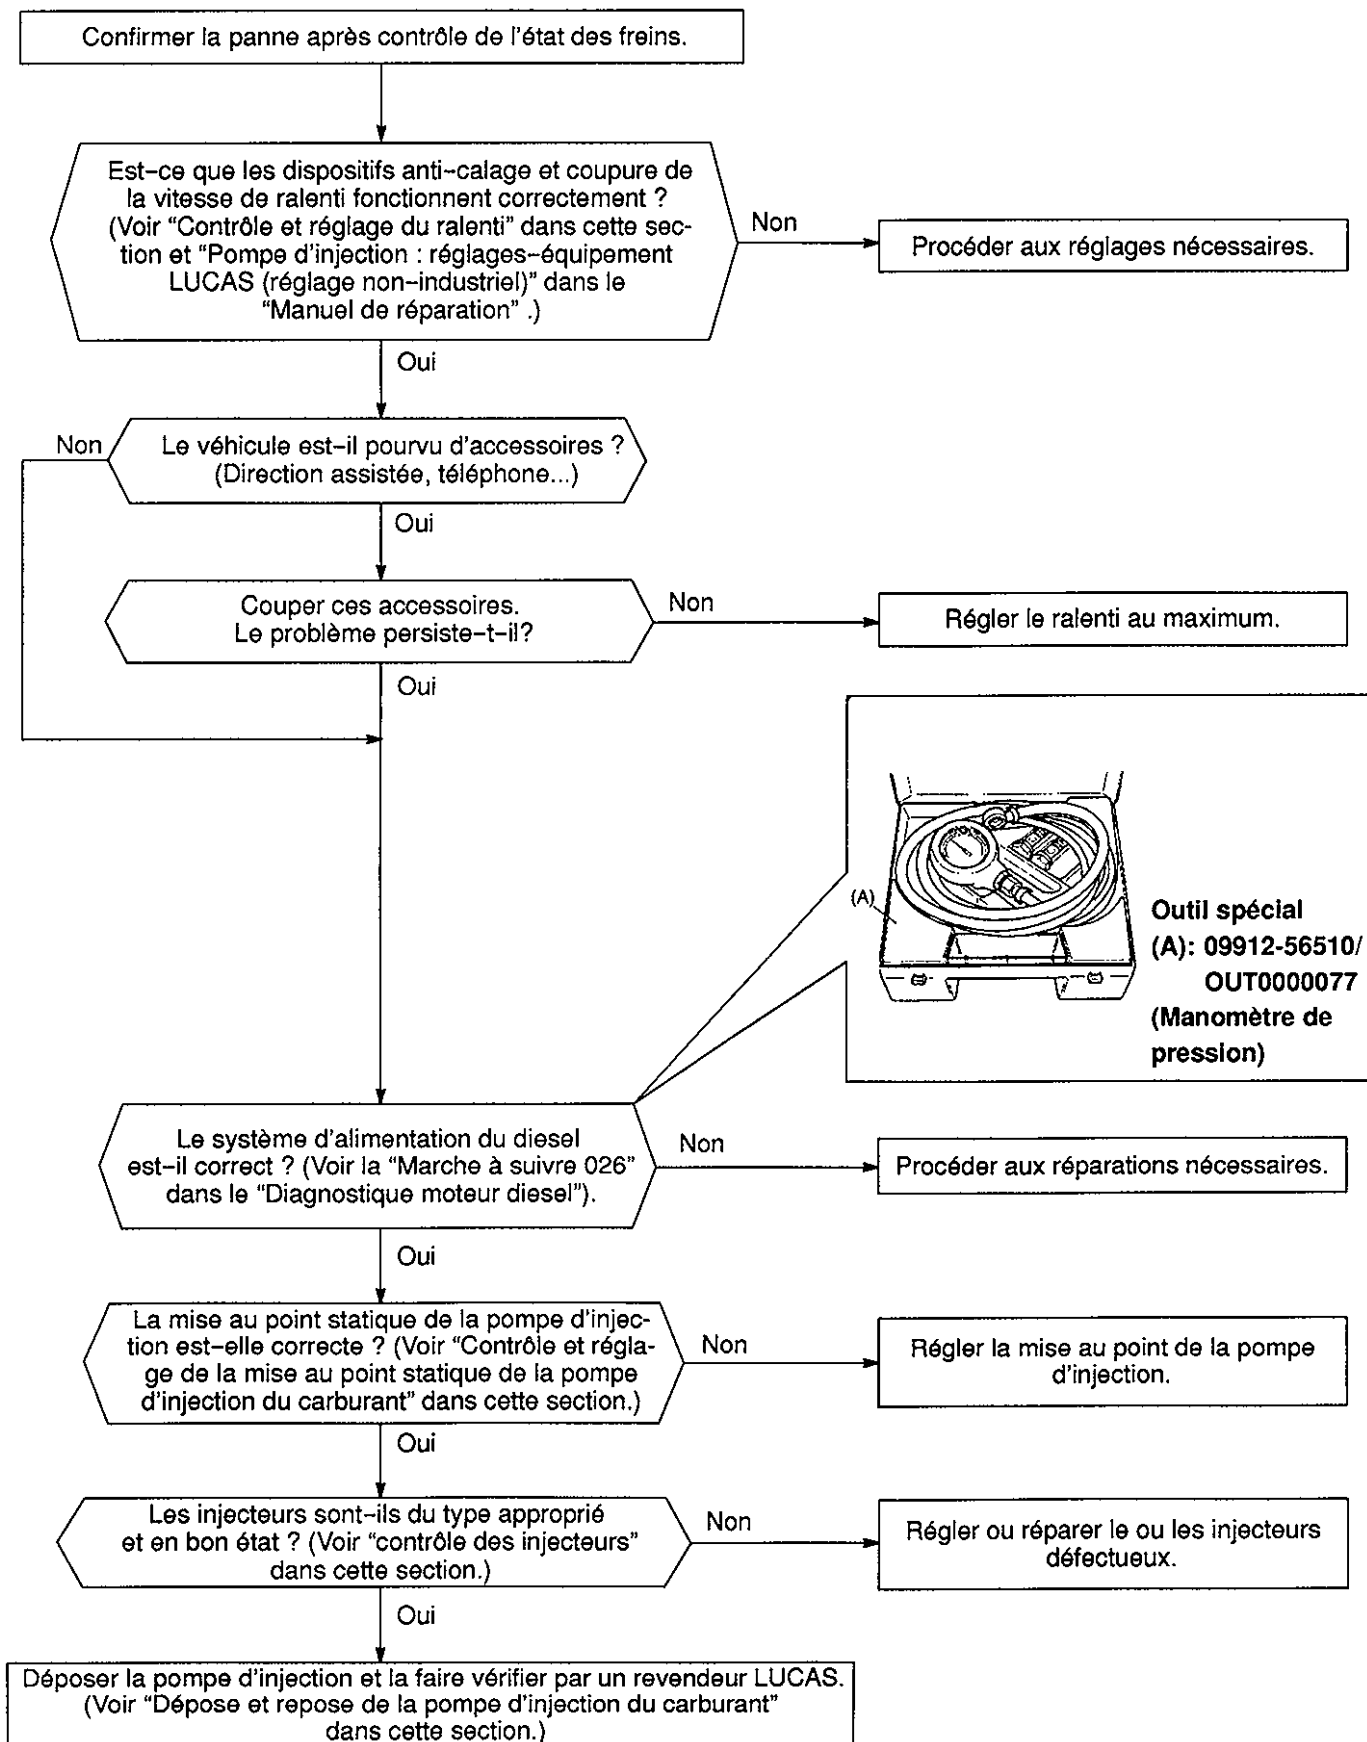 Confirmer la panne après contrôle de l'état des freins.
Est-ce que les dispositifs anti-calage et coupure de
la vitesse de ralenti fonctionnent correctement ?
(Voir “Contrôle et réglage du ralenti” dans cette sec-
tion et “Pompe d'injection : réglages-équipement
LUCAS (réglage non-industriel)” dans le
“Manuel de réparation” .)
Non
Procéder aux réglages nécessaires.
Oui
Non
Le véhicule est-il pourvu d'accessoires ?
(Direction assistée, téléphone...)
Oui
Couper ces accessoires.
Le problème persiste-t-il?
Non
Régler le ralenti au maximum.
Oui
(A)
Outil spécial
(A): 09912-56510/
OUT0000077
(Manomètre de
pression)
Le système d'alimentation du diesel
est-il correct ? (Voir la “Marche à suivre 026”
dans le “Diagnostique moteur diesel”).
Non
Procéder aux réparations nécessaires.
Oui
La mise au point statique de la pompe d'injec-
tion est-elle correcte ? (Voir “Contrôle et régla-
ge de la mise au point statique de la pompe
d'injection du carburant” dans cette section.)
Non
Régler la mise au point de la pompe
d'injection.
Oui
Les injecteurs sont-ils du type approprié
et en bon état ? (Voir “contrôle des injecteurs”
dans cette section.)
Non
Régler ou réparer le ou les injecteurs
défectueux.
Oui
Déposer la pompe d'injection et la faire vérifier par un revendeur LUCAS.
(Voir “Dépose et repose de la pompe d'injection du carburant”
dans cette section.)